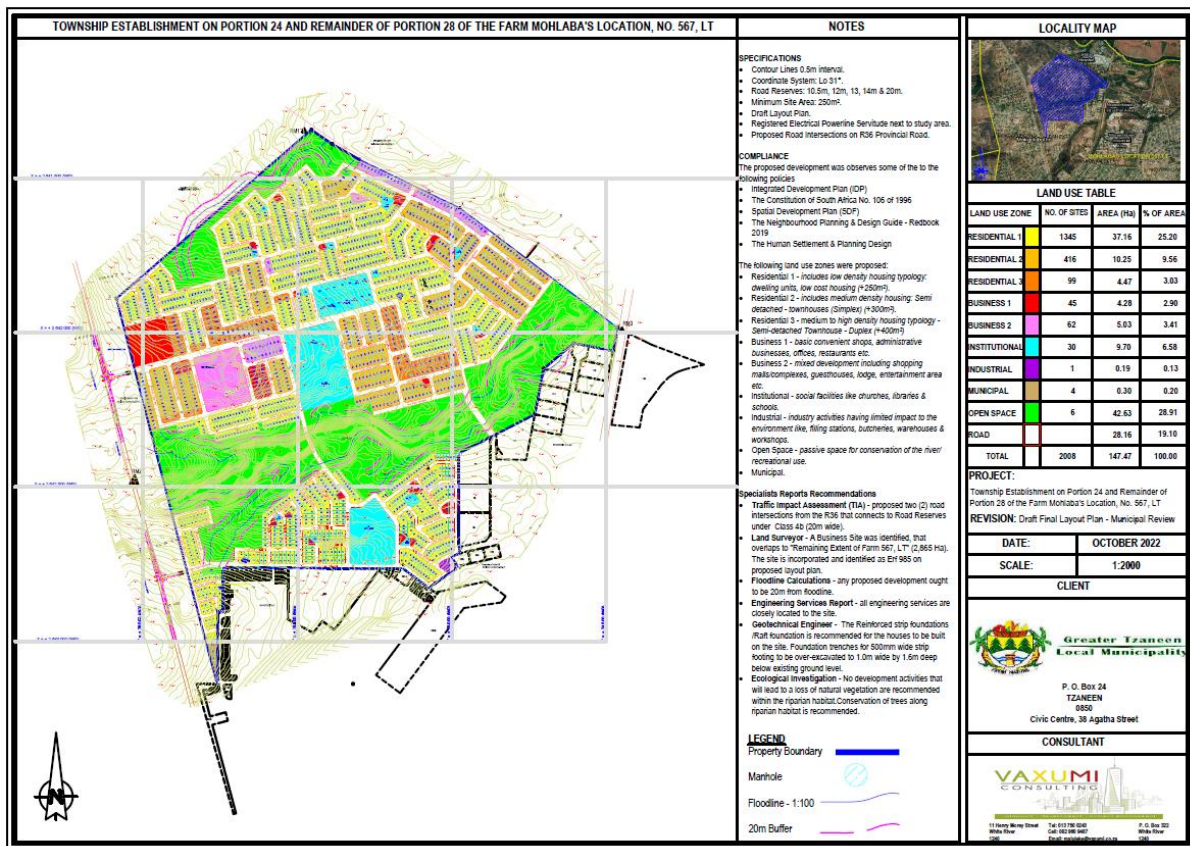 TOWNSHIP ESTABLISHMENT ON PORTION 24 AND REMAINDER OF PORTION 28 OF THE FARM MOHLABA'S LOCATION, NO. 567, LT
NOTES
SPECIFICATIONS
• Contour Lines 0.5m interval.
• Coordinate System: Lo 31°.
• Road Reserves: 10.5m, 12m, 13, 14m & 20m.
• Minimum Site Area: 250m².
• Draft Layout Plan.
• Registered Electrical Powerline Servitude next to study area.
• Proposed Road Intersections on R36 Provincial Road.
COMPLIANCE
The proposed development was observes some of the to the
following policies
• Integrated Development Plan (IDP)
• The Constitution of South Africa No. 106 of 1996
• Spatial Development Plan (SDF)
• The Neighbourhood Planning & Design Guide - Redbook
2019
• The Human Settlement & Planning Design
The following land use zones were proposed:
• Residential 1 - includes low density housing typology:
dwelling units, low cost housing (+250m²).
• Residential 2 - includes medium density housing: Semi
detached - townhouses (Simplex) (+300m²).
• Residential 3 - medium to high density housing typology -
Semi-detached Townhouse - Duplex (+400m²)
• Business 1 - basic convenient shops, administrative
businesses, offices, restaurants etc.
• Business 2 - mixed development including shopping
malls/complexes, guesthouses, lodge, entertainment area
etc.
• Institutional - social facilities like churches, libraries &
schools.
• Industrial - industry activities having limited impact to the
environment like, filling stations, butcheries, warehouses &
workshops.
• Open Space - passive space for conservation of the river/
recreational use.
• Municipal.
Specialists Reports Recommendations
• Traffic Impact Assessment (TIA) - proposed two (2) road
intersections from the R36 that connects to Road Reserves
under Class 4b (20m wide).
• Land Surveyor - A Business Site was identified, that
overlaps to "Remaining Extent of Farm 567, LT" (2,865 Ha).
The site is incorporated and identified as Erf 985 on
proposed layout plan.
• Floodline Calculations - any proposed development ought
to be 20m from floodline.
• Engineering Services Report - all engineering services are
closely located to the site.
• Geotechnical Engineer - The Reinforced strip foundations
/Raft foundation is recommended for the houses to be built
on the site. Foundation trenches for 500mm wide strip
footing to be over-excavated to 1.0m wide by 1.6m deep
below existing ground level.
• Ecological Investigation - No development activities that
will lead to a loss of natural vegetation are recommended
within the riparian habitat.Conservation of trees along
riparian habitat is recommended.
LEGEND
Property Boundary
Manhole
Floodline - 1:100
20m Buffer
N
LOCALITY MAP
LAND USE TABLE
LAND USE ZONE NO. OF SITES AREA (Ha) % OF AREA
RESIDENTIAL 1 1345 37.16 25.20
RESIDENTIAL 2 416 10.25 9.56
RESIDENTIAL 3 99 4.47 3.03
BUSINESS 1 45 4.28 2.90
BUSINESS 2 62 5.03 3.41
INSTITUTIONAL 30 9.70 6.58
INDUSTRIAL 1 0.19 0.13
MUNICIPAL 4 0.30 0.20
OPEN SPACE 6 42.63 28.91
ROAD 28.16 19.10
TOTAL 2008 147.47 100.00
PROJECT:
Township Establishment on Portion 24 and Remainder of
Portion 28 of the Farm Mohlaba's Location, No. 567, LT
REVISION: Draft Final Layout Plan - Municipal Review
DATE: OCTOBER 2022
SCALE: 1:2000
CLIENT
Greater Tzaneen
Local Municipality
P. O. Box 24
TZANEEN
0850
Civic Centre, 38 Agatha Street
CONSULTANT
VAXUMI
CONSULTING
11 Henry Morey Street
White River
1240
P. O. Box 322
White River
1240